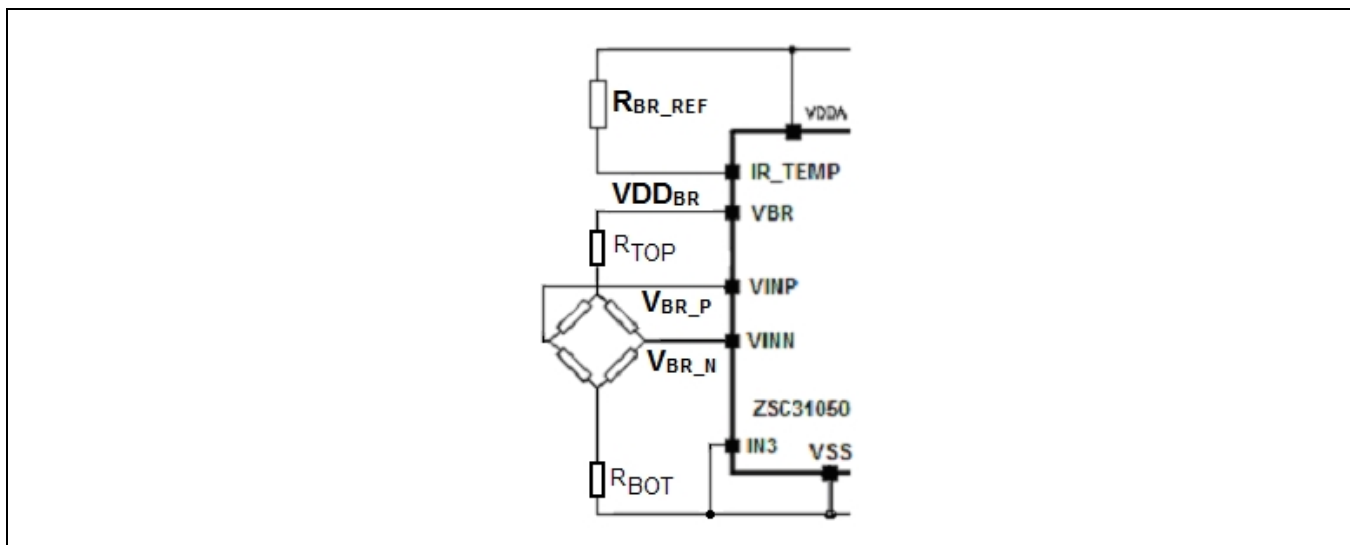 RBR_REF
VDDA
IR_TEMP
VDDBR
VBR
RTOP
VINP
VBR_P
VINN
VBR_N
ZSC31050
IN3
VSS
RBOT